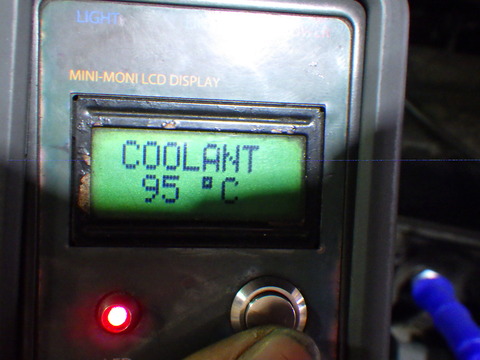 LIGHT
MINI-MONI LCD DISPLAY
COOLANT
95 °C